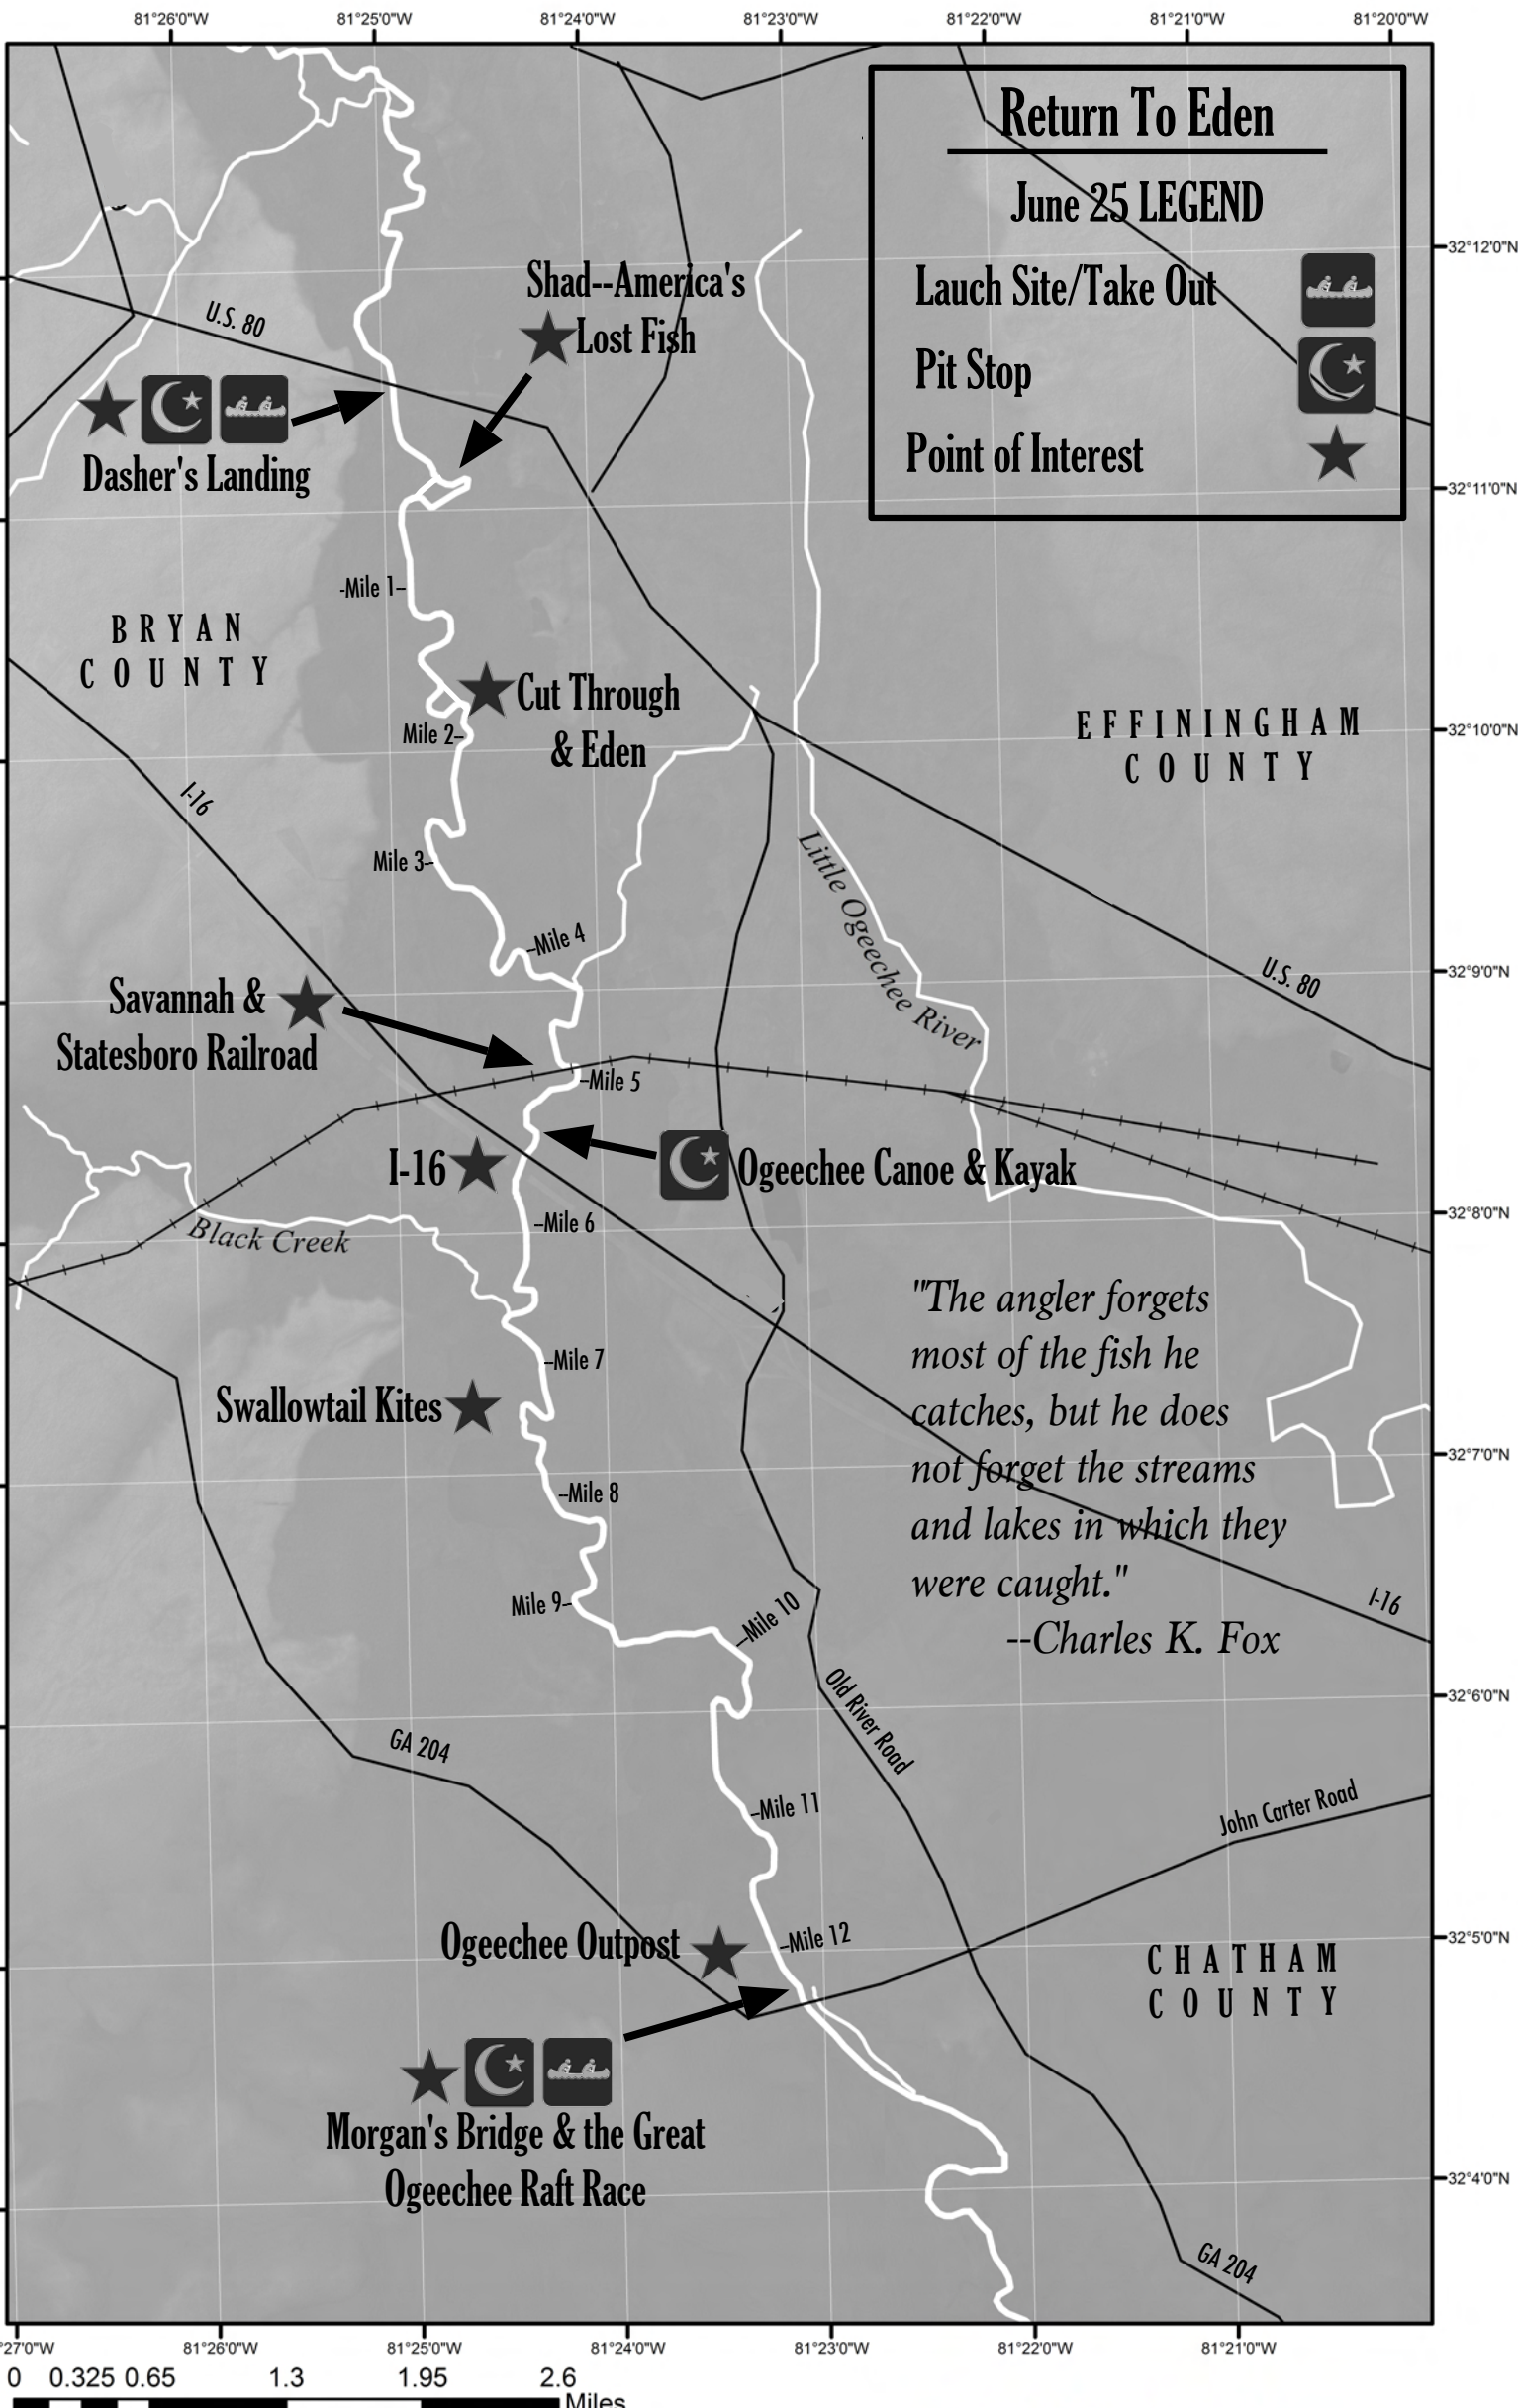 81°26'0"W 81°25'0"W 81°24'0"W 81°23'0"W 81°22'0"W 81°21'0"W 81°20'0"W
Return To Eden
June 25 LEGEND
Lauch Site/Take Out
Pit Stop
Point of Interest
32°12'0"N
32°11'0"N
32°10'0"N
32°9'0"N
32°8'0"N
32°7'0"N
32°6'0"N
32°5'0"N
32°4'0"N
Shad--America's
Lost Fish
U.S. 80
Dasher's Landing
-Mile 1-
BRYAN
COUNTY
Cut Through
& Eden
Mile 2-
EFFININGHAM
COUNTY
I-16
Mile 3-
Little Ogeechee River
-Mile 4
U.S. 80
Savannah &
Statesboro Railroad
-Mile 5
I-16
Ogeechee Canoe & Kayak
-Mile 6
Black Creek
"The angler forgets
most of the fish he
catches, but he does
not forget the streams
and lakes in which they
were caught."
--Charles K. Fox
-Mile 7
Swallowtail Kites
-Mile 8
Mile 9-
-Mile 10
I-16
Old River Road
GA 204
-Mile 11
John Carter Road
Ogeechee Outpost
-Mile 12
CHATHAM
COUNTY
Morgan's Bridge & the Great
Ogeechee Raft Race
GA 204
°27'0"W 81°26'0"W 81°25'0"W 81°24'0"W 81°23'0"W 81°22'0"W 81°21'0"W
0 0.325 0.65 1.3 1.95 2.6
Miles